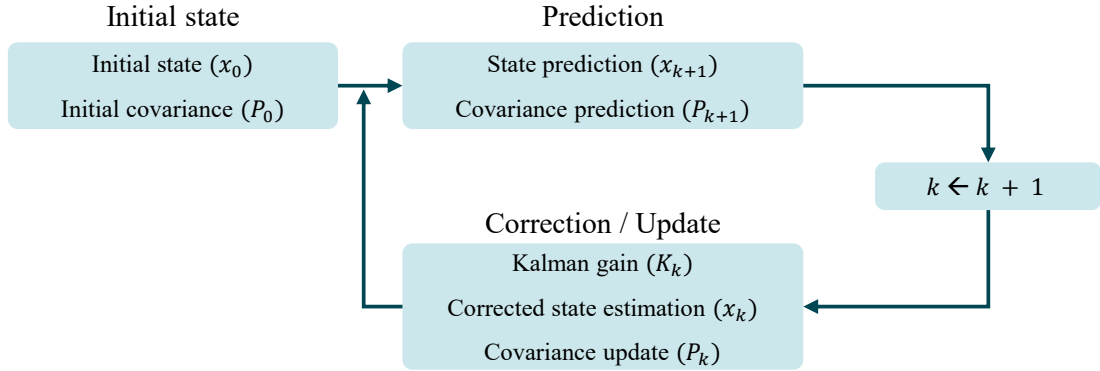 Initial state
Initial state (x₀)
Initial covariance (P₀)
Prediction
State prediction (xₖ₊₁)
Covariance prediction (Pₖ₊₁)
k ← k + 1
Correction / Update
Kalman gain (Kₖ)
Corrected state estimation (xₖ)
Covariance update (Pₖ)